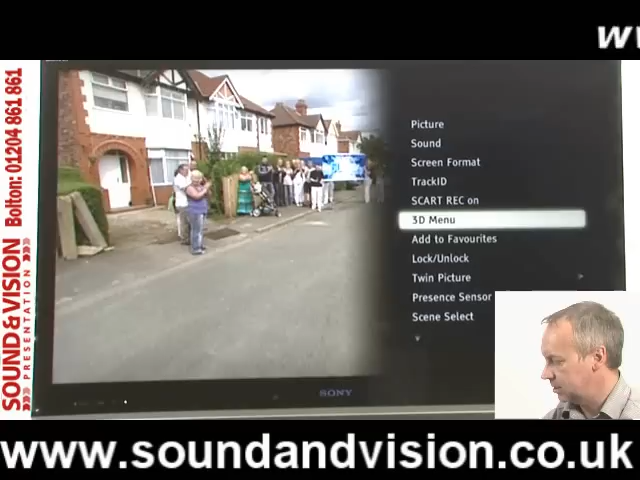 Bolton: 01204 861 861
SOUND & VISION
PRESENTATION
Picture
Sound
Screen Format
TrackID
SCART REC on
3D Menu
Add to Favourites
Lock/Unlock
Twin Picture
Presence Sensor
Scene Select
SONY
www.soundandvision.co.uk